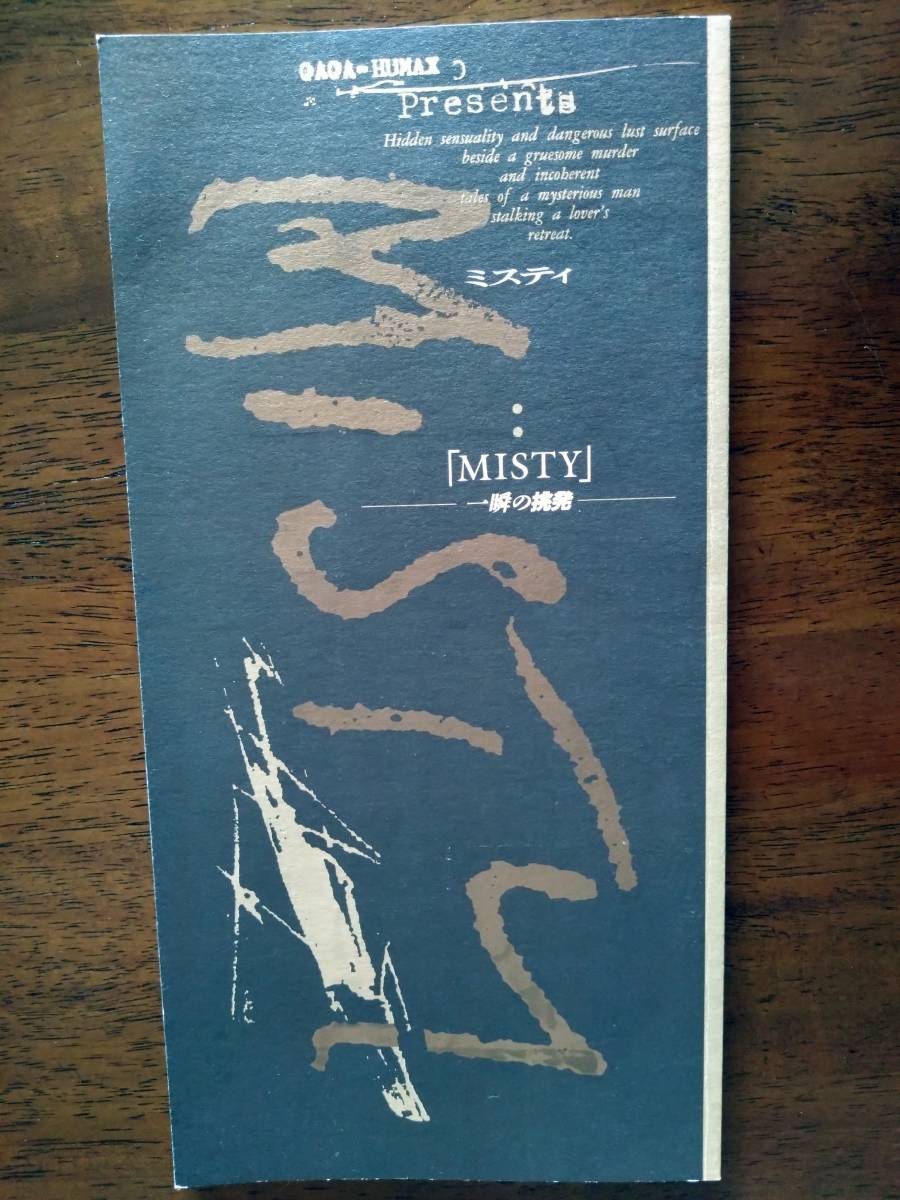 GAGA-HUMAX
Presents
Hidden sensuality and dangerous lust surface
beside a gruesome murder
and incoherent
tales of a mysterious man
stalking a lover's
retreat.
ミスティ
:
「MISTY」
一瞬の挑発
MISTY